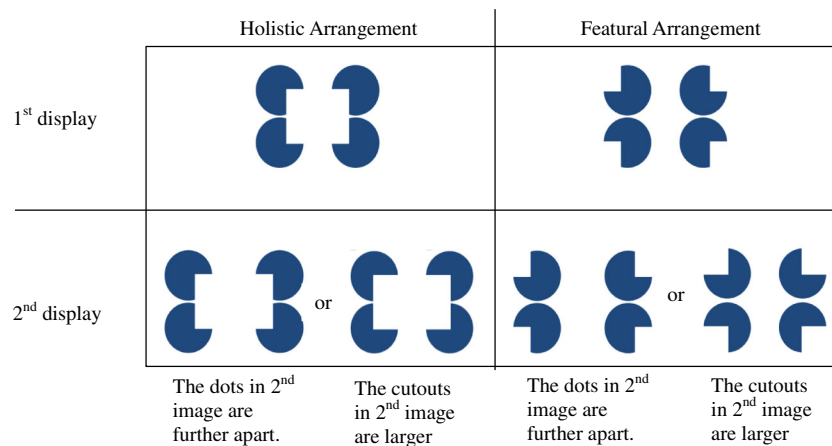 Holistic Arrangement
Featural Arrangement
1st display
2nd display
or
or
The dots in 2nd
image are
further apart.
The cutouts
in 2nd image
are larger
The dots in 2nd
image are
further apart.
The cutouts
in 2nd image
are larger